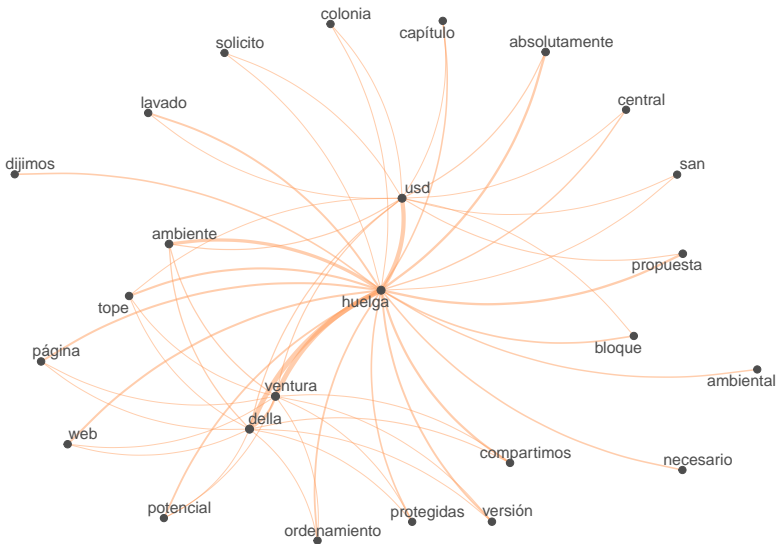 colonia
capítulo
solicito
absolutamente
lavado
central
dijimos
san
usd
ambiente
propuesta
huelga
tope
bloque
página
ambiental
ventura
della
web
compartimos
necesario
potencial
ordenamiento
protegidas
versión